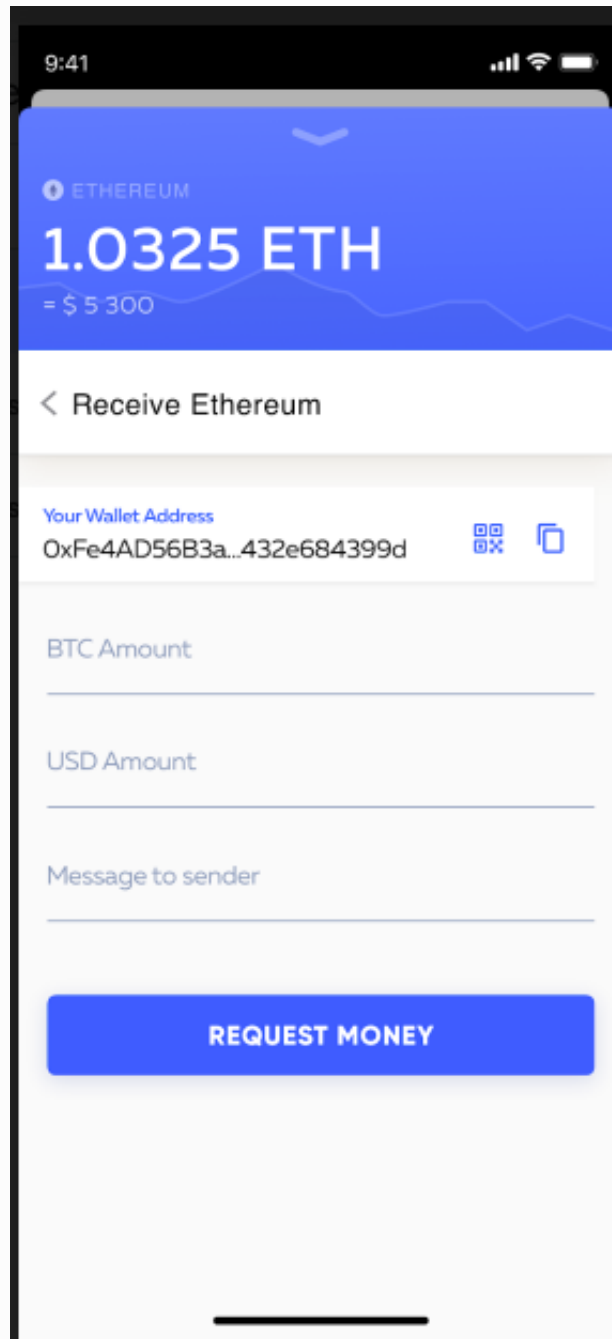 9:41
ETHEREUM
1.0325 ETH
= $ 5 300
Receive Ethereum
Your Wallet Address
0xFe4AD56B3a...432e684399d
BTC Amount
USD Amount
Message to sender
REQUEST MONEY